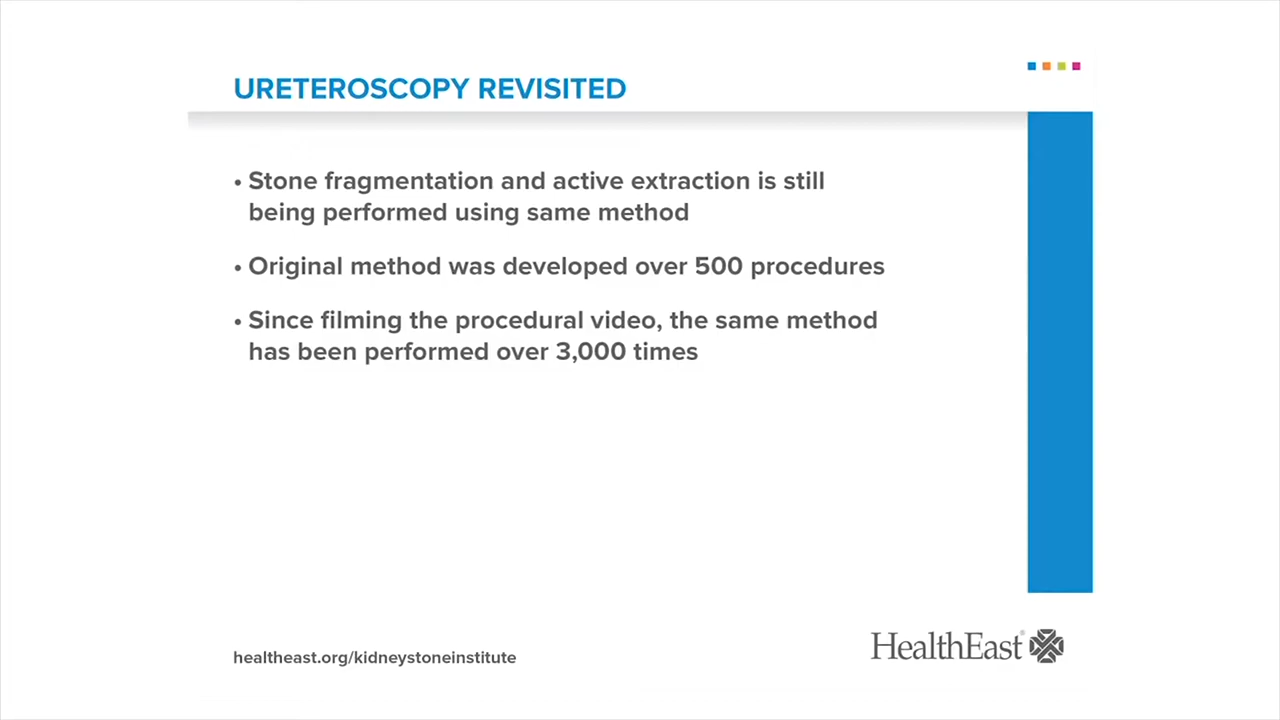 URETEROSCOPY REVISITED
• Stone fragmentation and active extraction is still
being performed using same method
• Original method was developed over 500 procedures
• Since filming the procedural video, the same method
has been performed over 3,000 times
healtheast.org/kidneystoneinstitute
HealthEast®